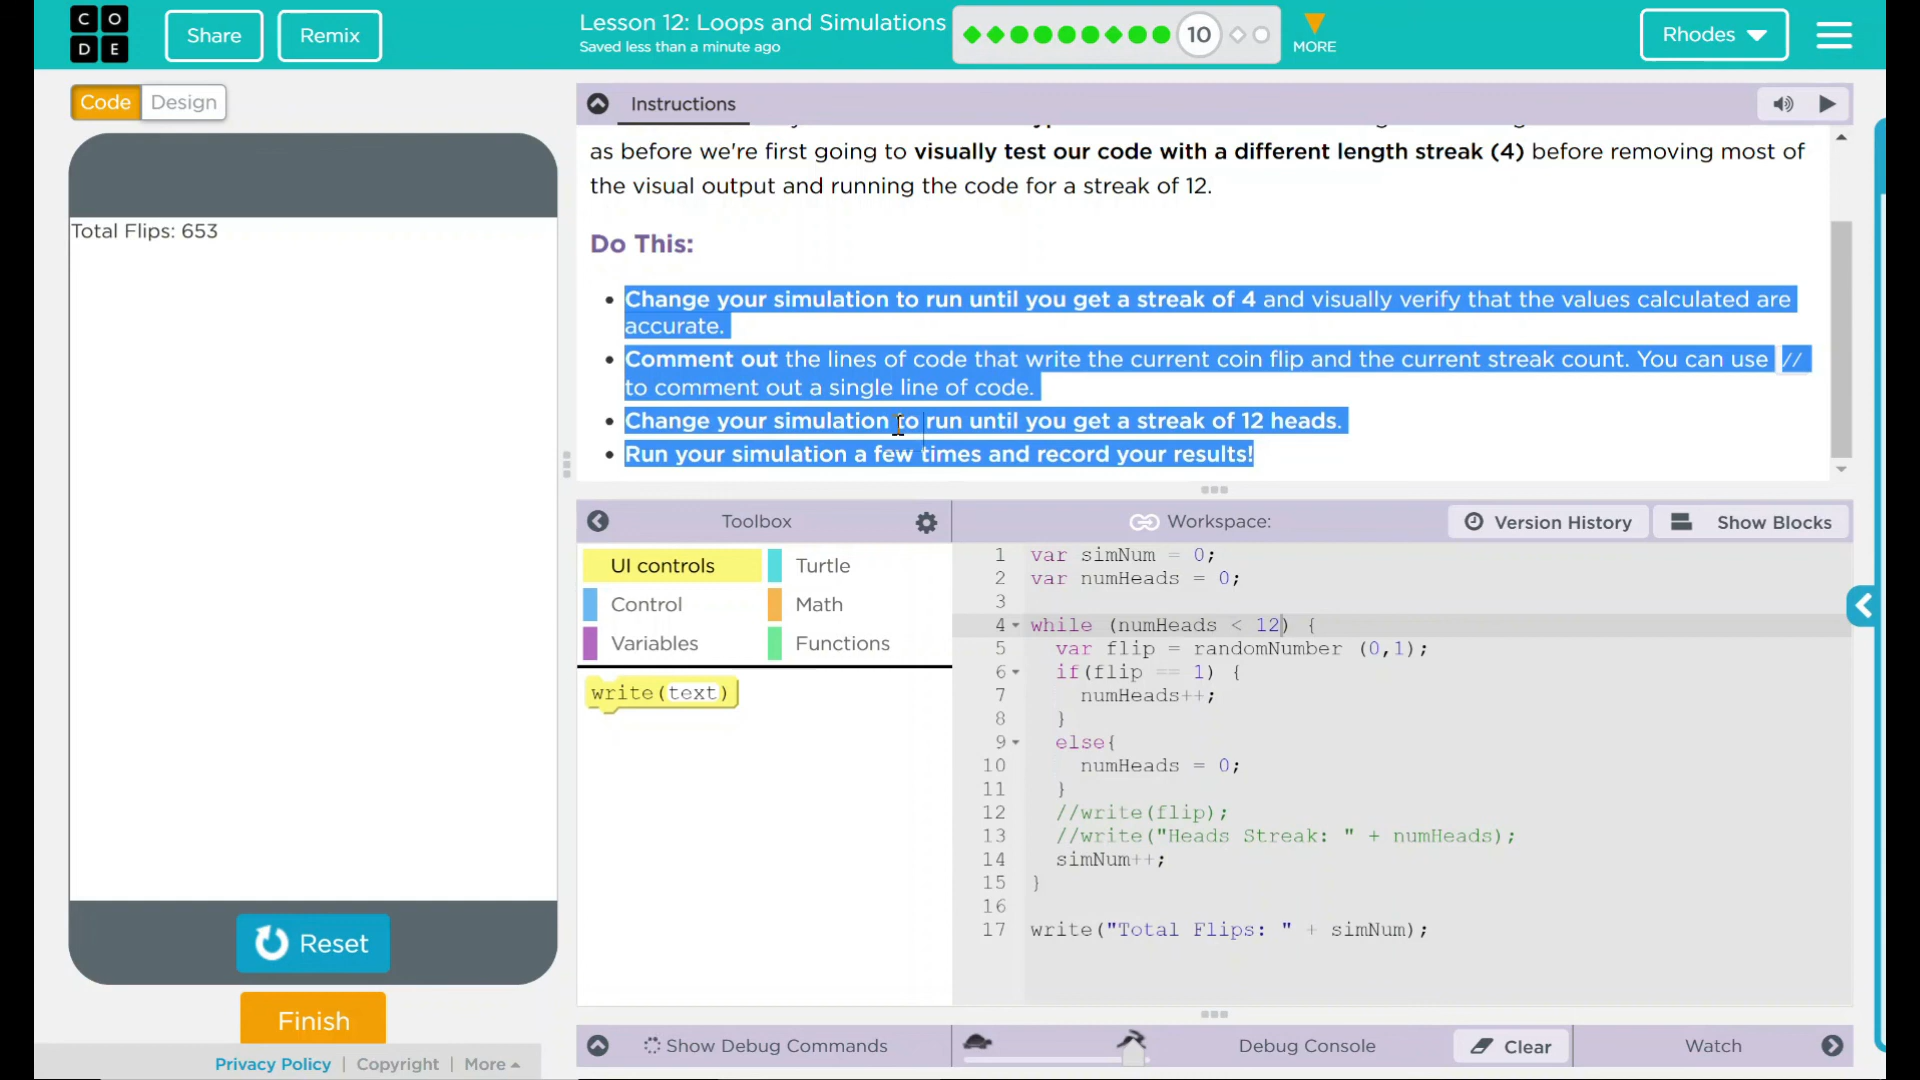 CODE
Share
Remix
Lesson 12: Loops and Simulations
Saved less than a minute ago
10
MORE
Rhodes
Code
Design
Total Flips: 653
Reset
Finish
Privacy Policy | Copyright | More
Instructions
as before we're first going to visually test our code with a different length streak (4) before removing most of
the visual output and running the code for a streak of 12.
Do This:
Change your simulation to run until you get a streak of 4 and visually verify that the values calculated are
accurate.
Comment out the lines of code that write the current coin flip and the current streak count. You can use //
to comment out a single line of code.
Change your simulation to run until you get a streak of 12 heads.
Run your simulation a few times and record your results!
Toolbox
UI controls
Turtle
Control
Math
Variables
Functions
write(text)
Workspace:
Version History
Show Blocks
1 var simNum = 0;
2 var numHeads = 0;
3
4 while (numHeads < 12) {
5 var flip = randomNumber (0,1);
6 if(flip == 1) {
7 numHeads++;
8 }
9 else{
10 numHeads = 0;
11 }
12 //write(flip);
13 //write("Heads Streak: " + numHeads);
14 simNum++;
15 }
16
17 write("Total Flips: " + simNum);
Show Debug Commands
Debug Console
Clear
Watch